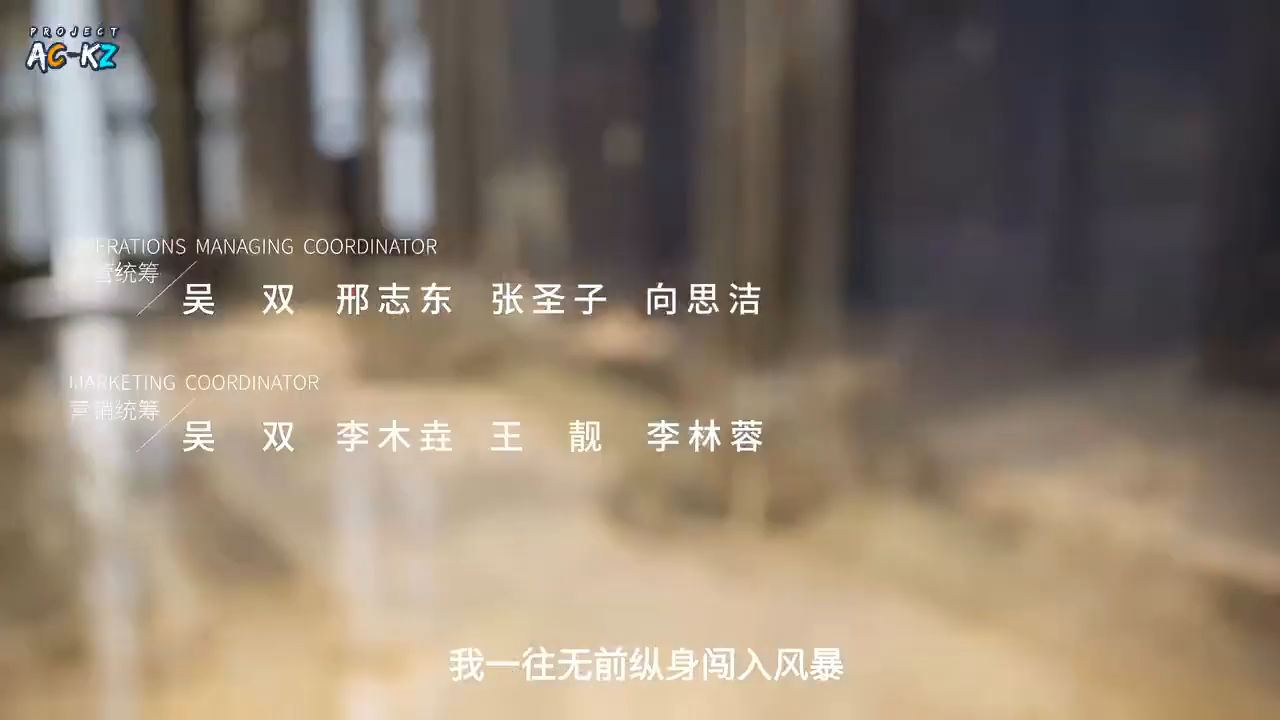 PROJECT
AC-KZ
RATIONS MANAGING COORDINATOR
营统筹
吴 双 邢志东 张圣子 向思洁
MARKETING COORDINATOR
营销统筹
吴 双 李木垚 王 靓 李林蓉
我一往无前纵身闯入风暴